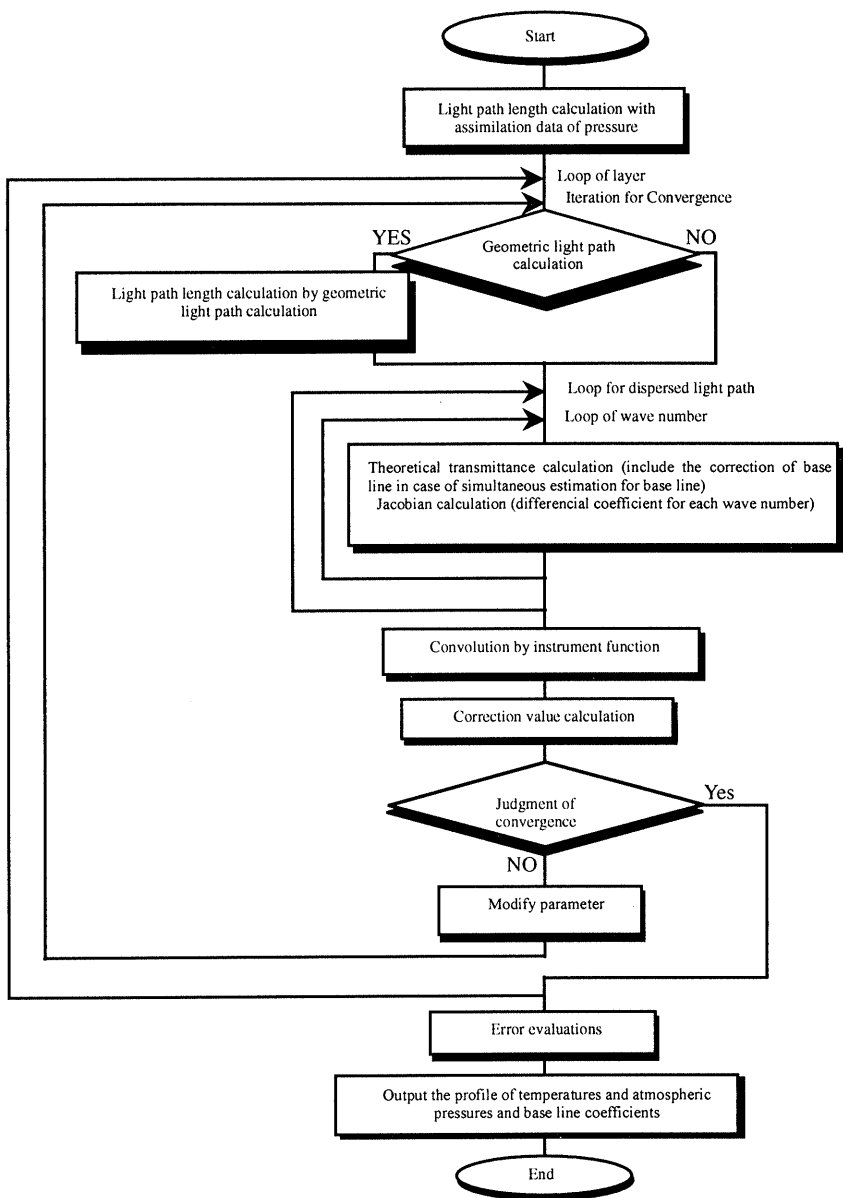 Start
Light path length calculation with
assimilation data of pressure
Loop of layer
Iteration for Convergence
YES
NO
Geometric light path
calculation
Light path length calculation by geometric
light path calculation
Loop for dispersed light path
Loop of wave number
Theoretical transmittance calculation (include the correction of base
line in case of simultaneous estimation for base line)
Jacobian calculation (differencial coefficient for each wave number)
Convolution by instrument function
Correction value calculation
Yes
Judgment of
convergence
NO
Modify parameter
Error evaluations
Output the profile of temperatures and atmospheric
pressures and base line coefficients
End